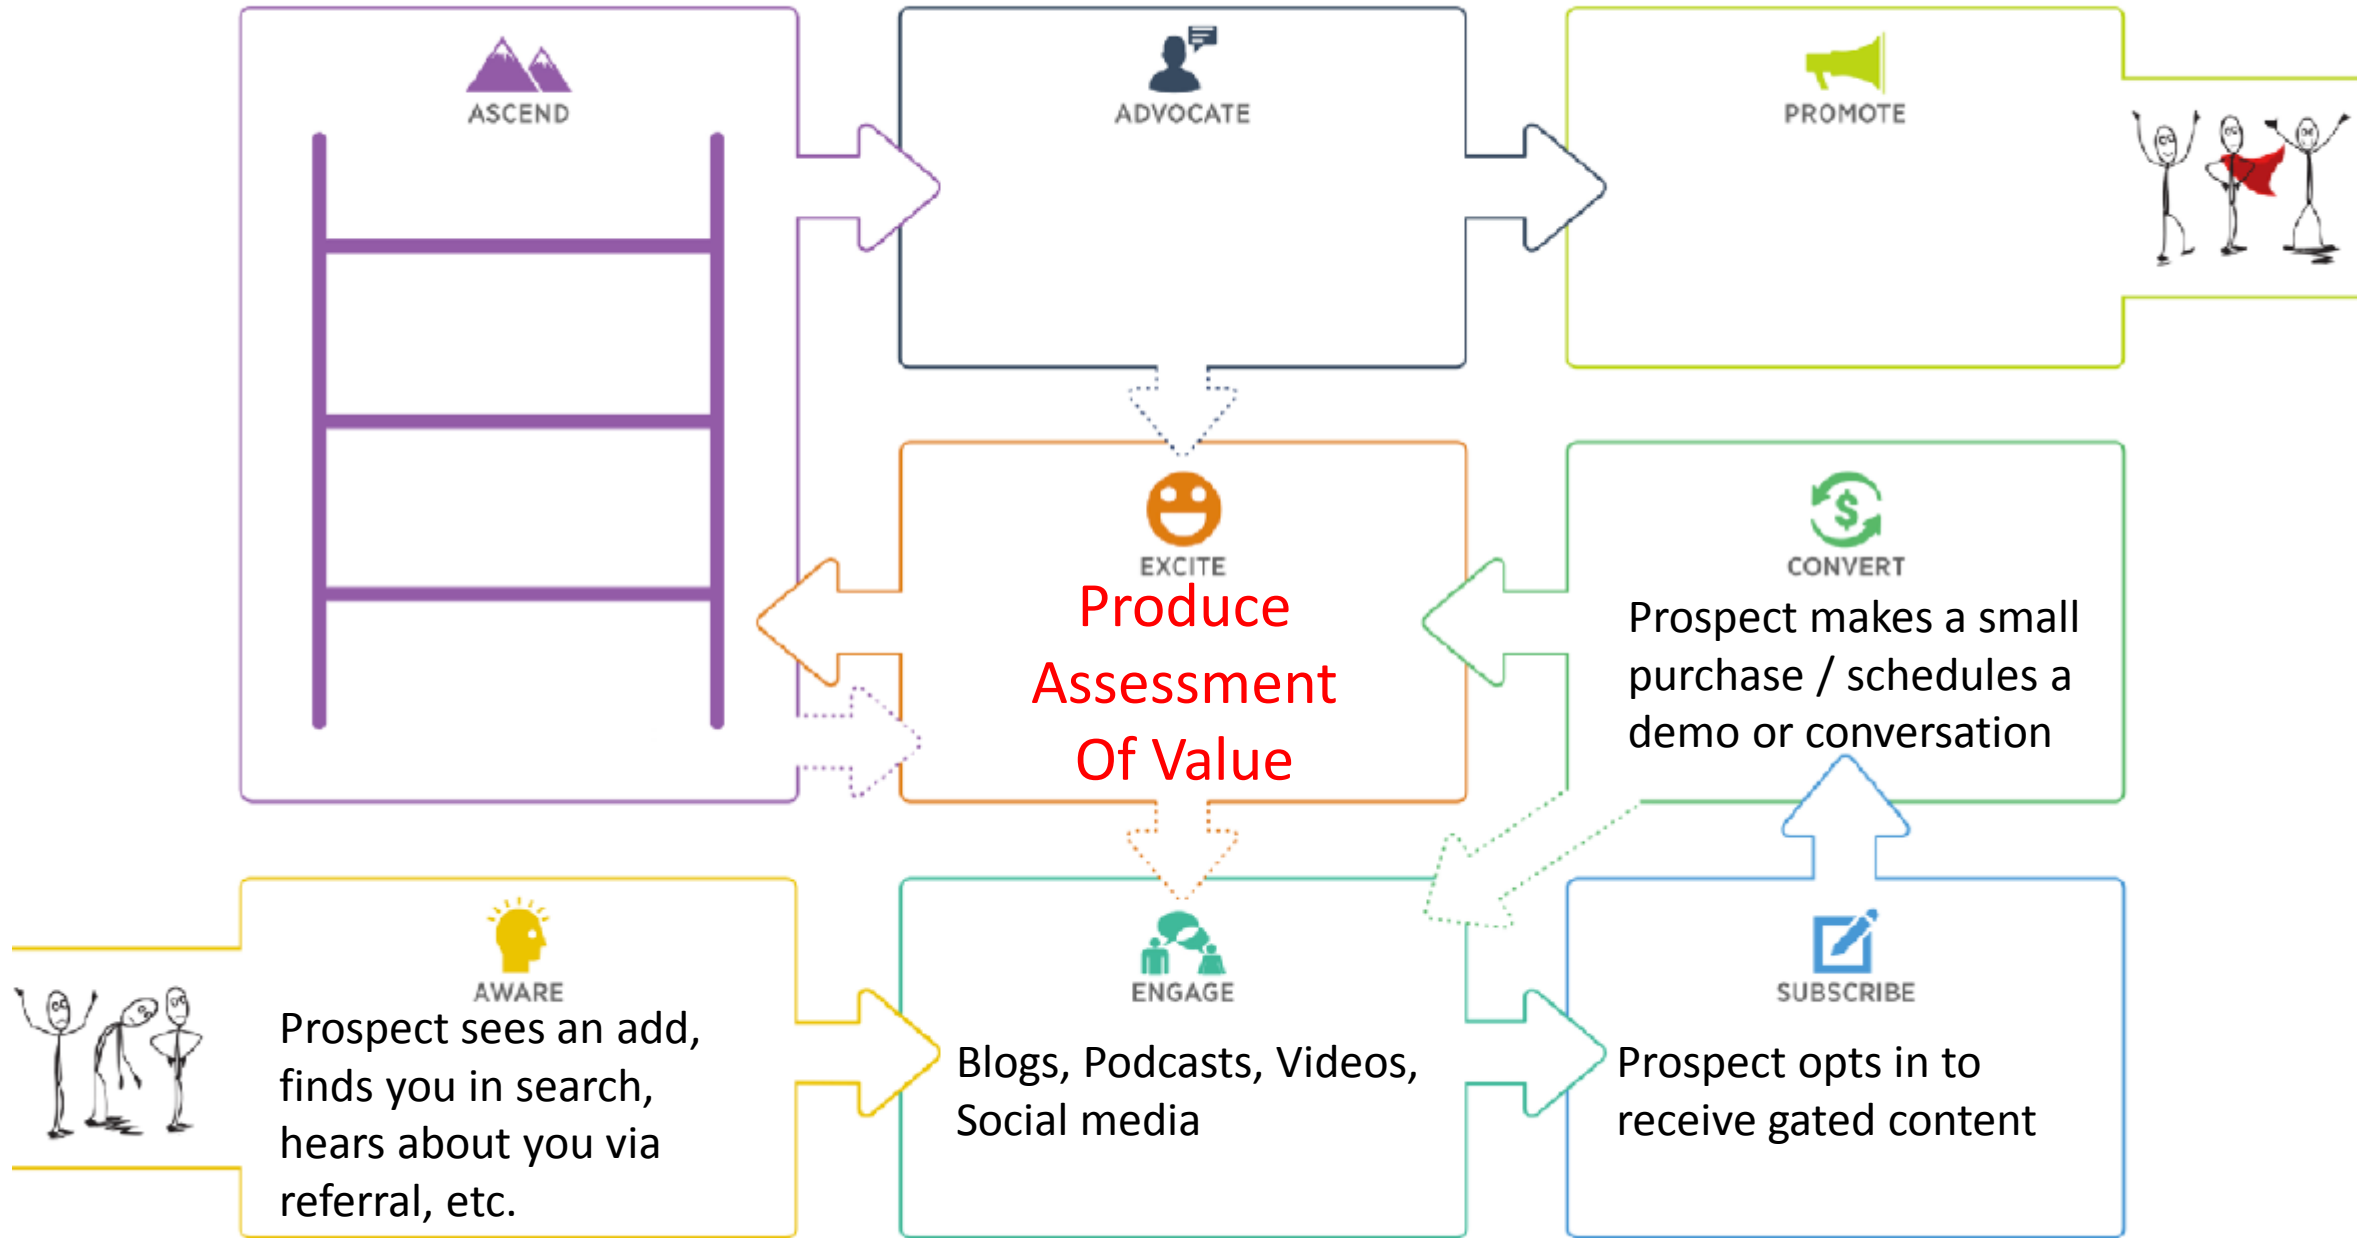 ASCEND
ADVOCATE
PROMOTE
EXCITE
Produce
Assessment
Of Value
CONVERT
Prospect makes a small
purchase / schedules a
demo or conversation
AWARE
Prospect sees an add,
finds you in search,
hears about you via
referral, etc.
ENGAGE
Blogs, Podcasts, Videos,
Social media
SUBSCRIBE
Prospect opts in to
receive gated content